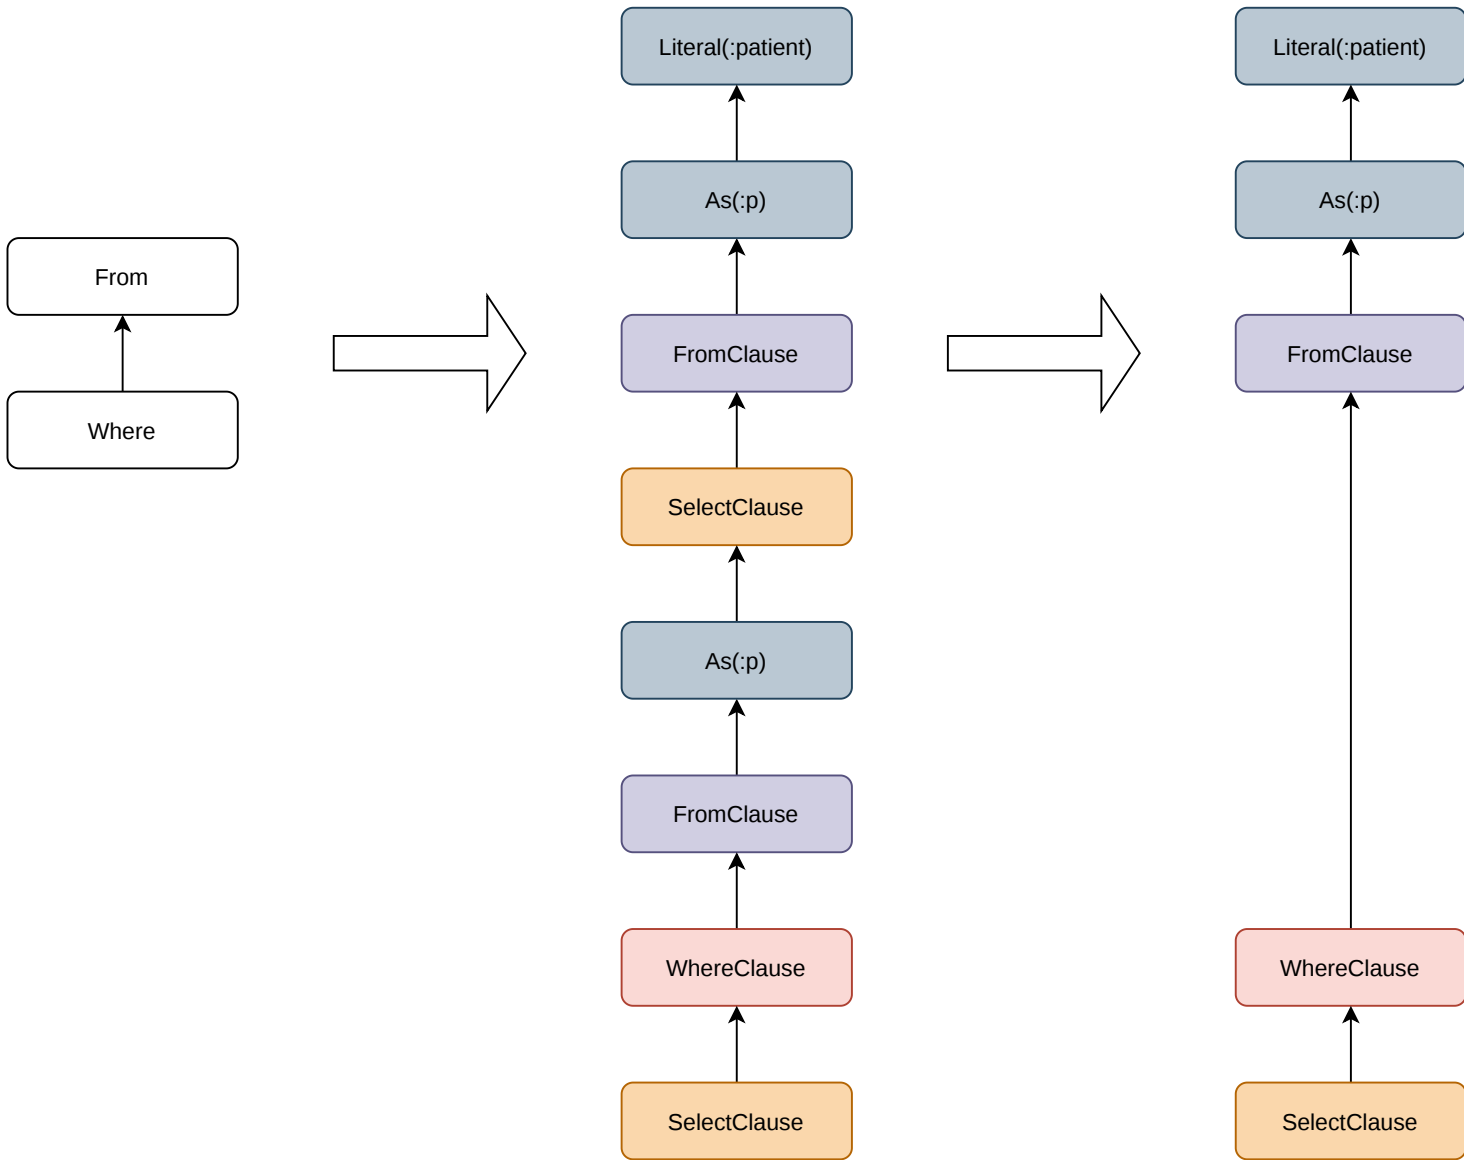 From
Where
Literal(:patient)
As(:p)
FromClause
SelectClause
As(:p)
FromClause
WhereClause
SelectClause
Literal(:patient)
As(:p)
FromClause
WhereClause
SelectClause